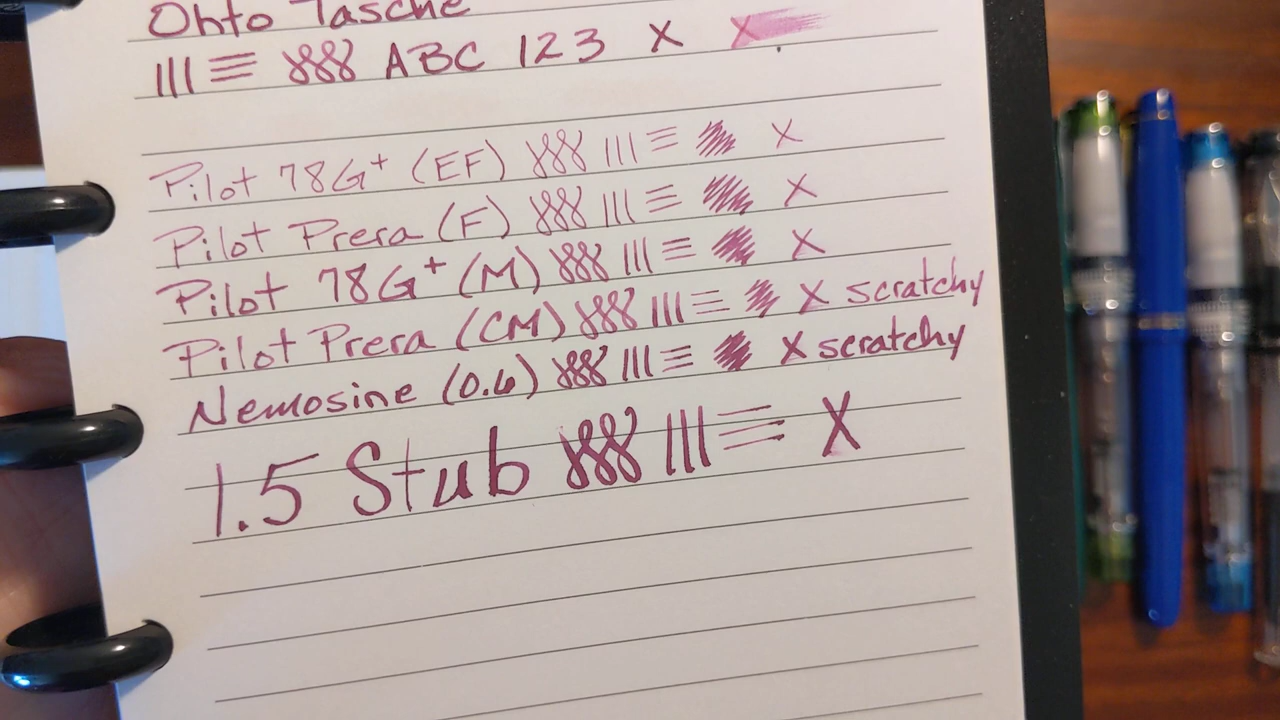 Ohto Tasche
ABC 123 X X
Pilot 78G+ (EF) X
Pilot Prera (F) X
Pilot 78G+ (M) X
Pilot Prera (CM) X scratchy
Nemosine (0.6) X scratchy
1.5 Stub X